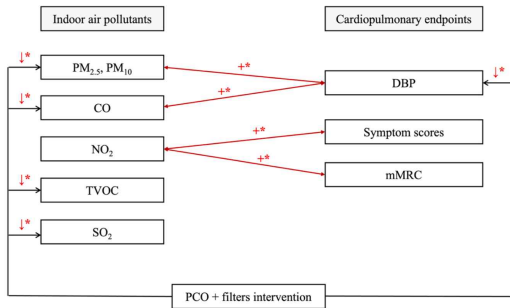 Indoor air pollutants
Cardiopulmonary endpoints
↓*
PM2.5, PM10
+*
DBP
↓*
↓*
CO
+*
NO2
+*
Symptom scores
+*
mMRC
↓*
TVOC
↓*
SO2
PCO + filters intervention